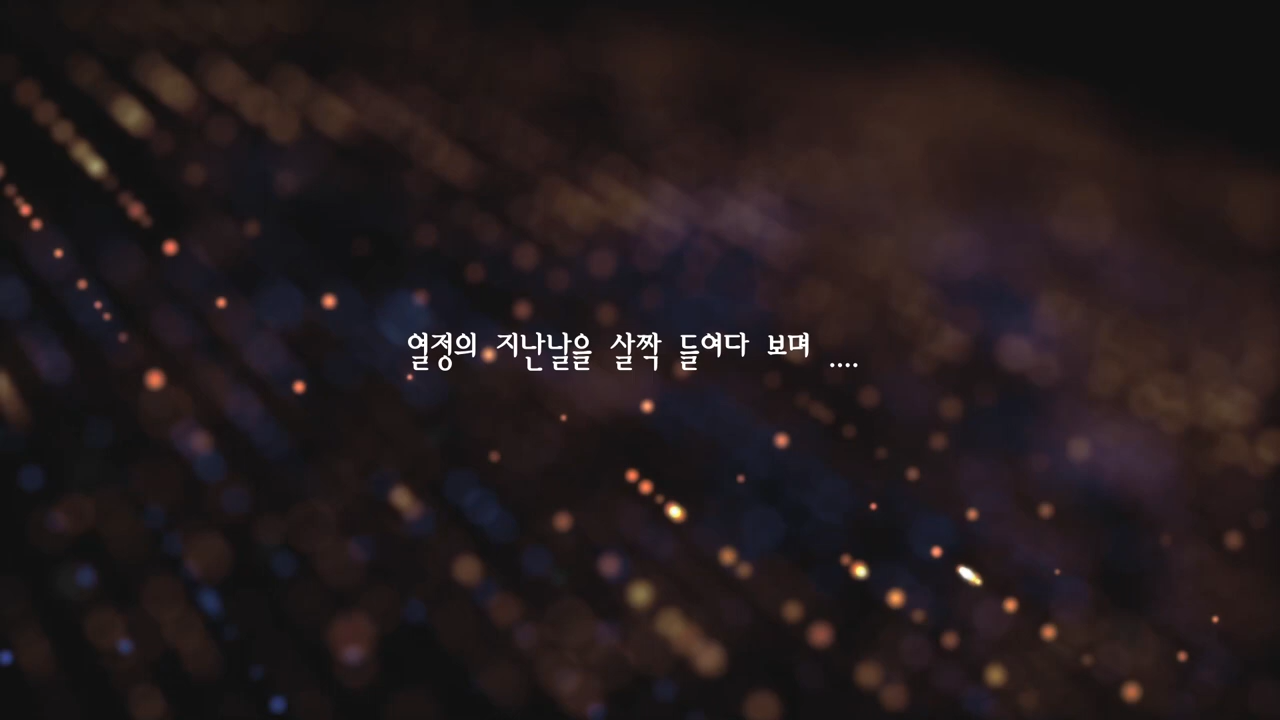 열정의 지난날을 살짝 들여다 보며 ....